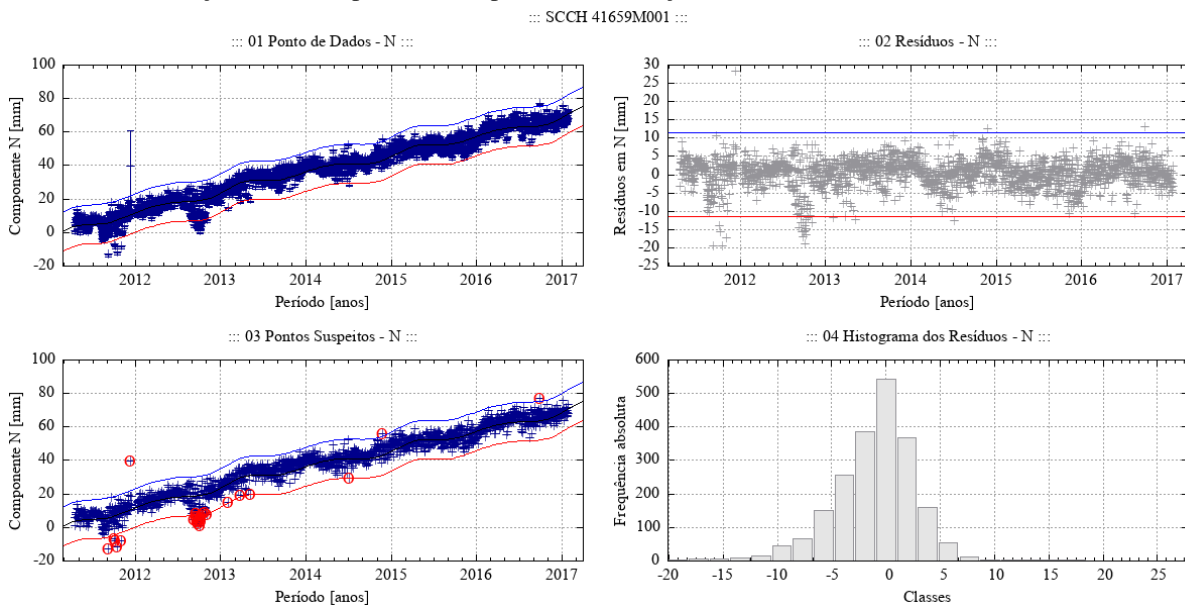 ::: SCCH 41659M001 :::
::: 01 Ponto de Dados - N :::
Componente N [mm]
100
80
60
40
20
0
-20
2012 2013 2014 2015 2016 2017
Período [anos]
::: 02 Resíduos - N :::
Resíduos em N [mm]
30
25
20
15
10
5
0
-5
-10
-15
-20
-25
2012 2013 2014 2015 2016 2017
Período [anos]
::: 03 Pontos Suspeitos - N :::
Componente N [mm]
100
80
60
40
20
0
-20
2012 2013 2014 2015 2016 2017
Período [anos]
::: 04 Histograma dos Resíduos - N :::
Frequência absoluta
600
500
400
300
200
100
0
-20 -15 -10 -5 0 5 10 15 20 25
Classes